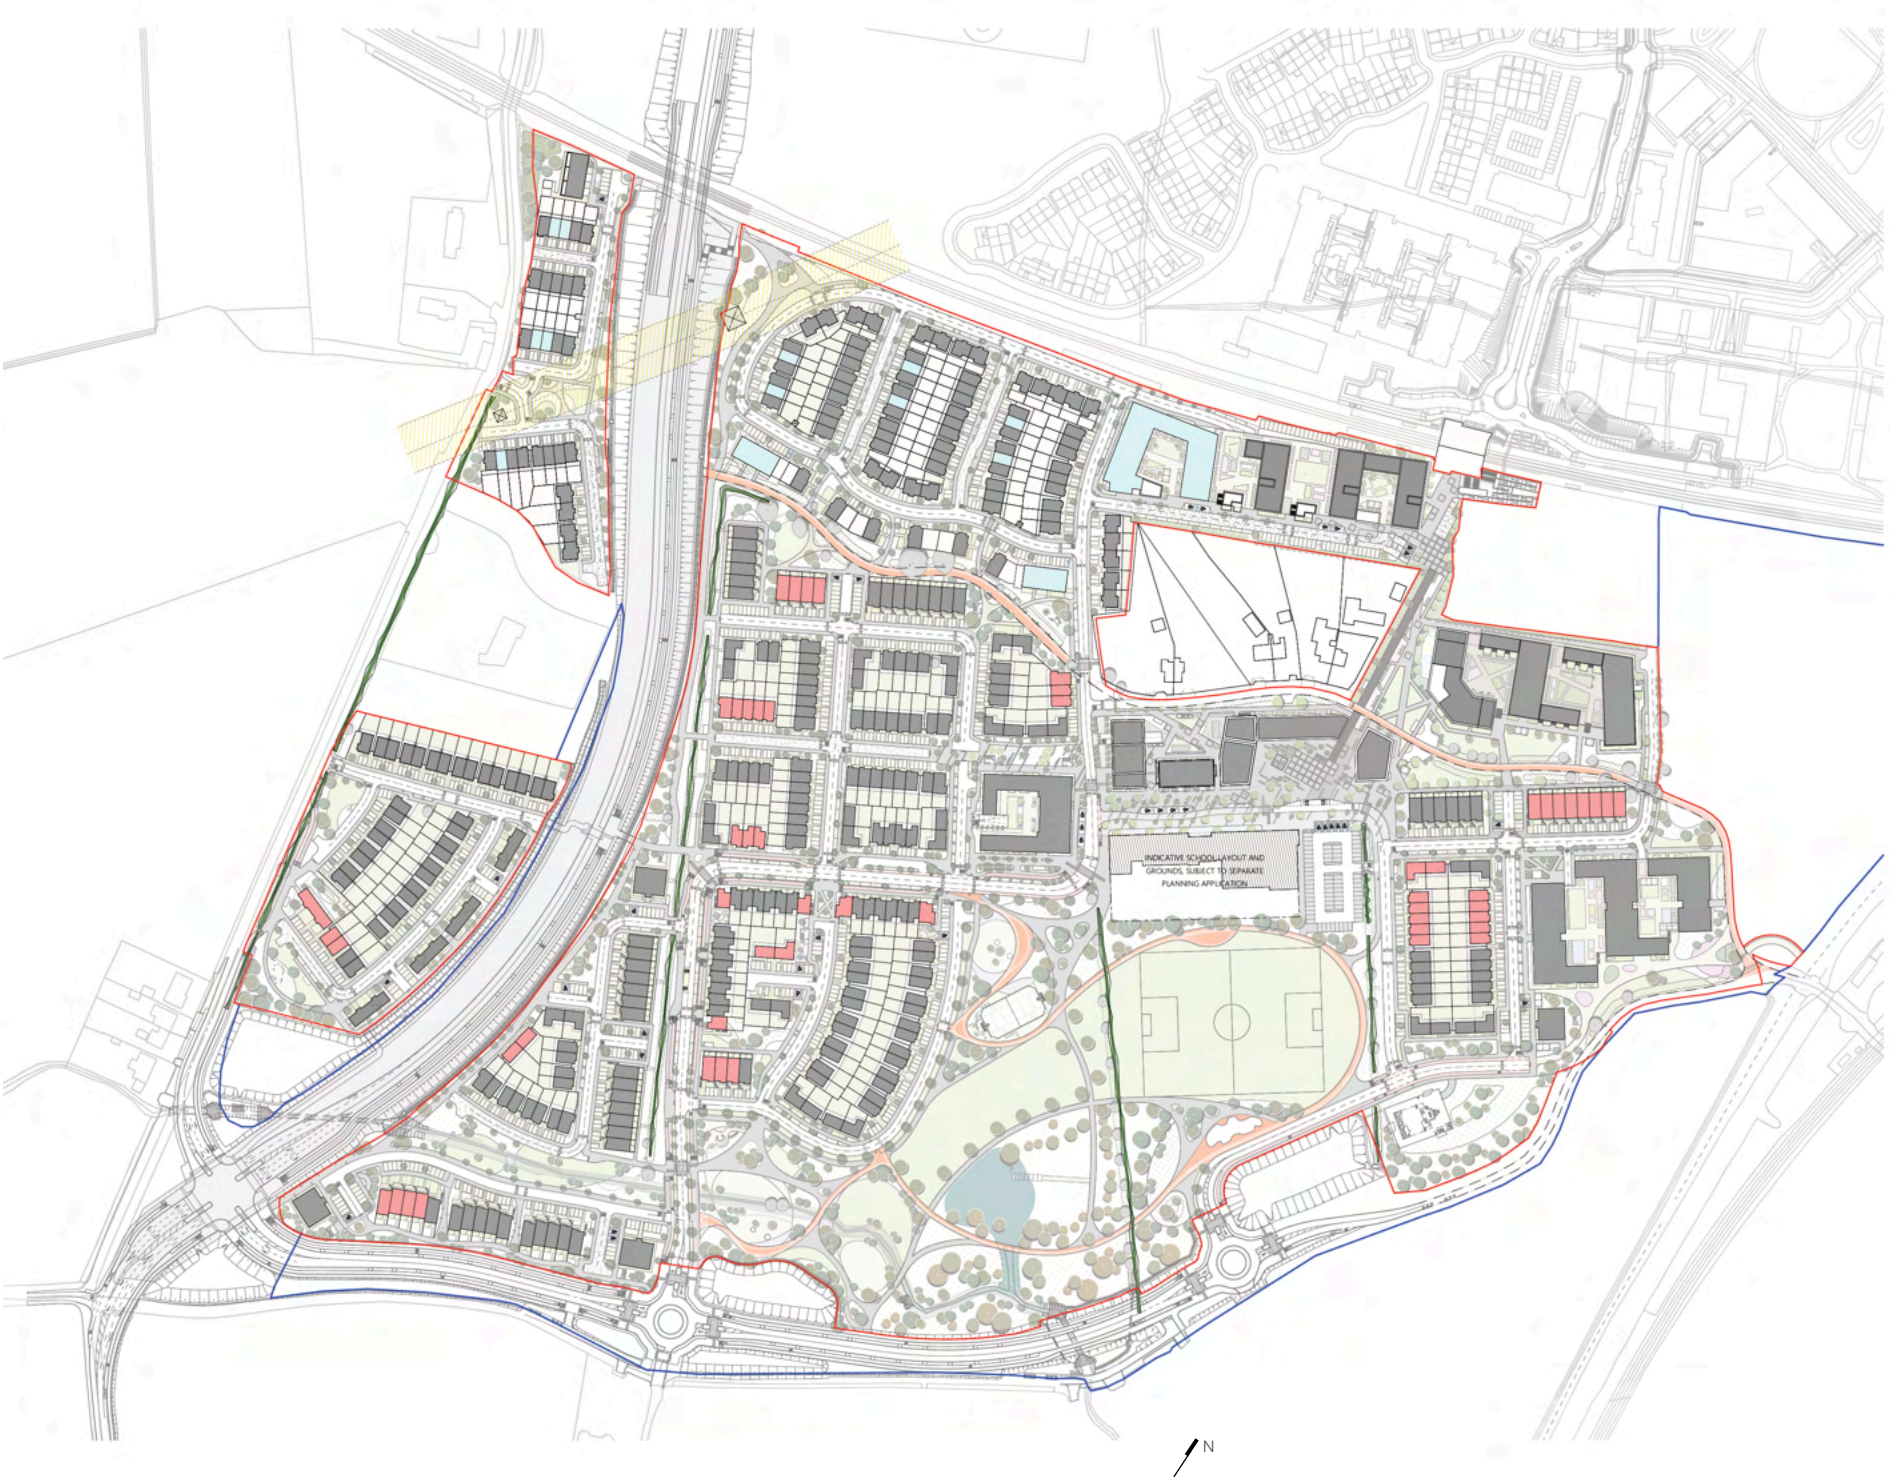 INDICATIVE SCHOOL LAYOUT AND
GROUNDS, SUBJECT TO SEPARATE
PLANNING APPLICATION
N